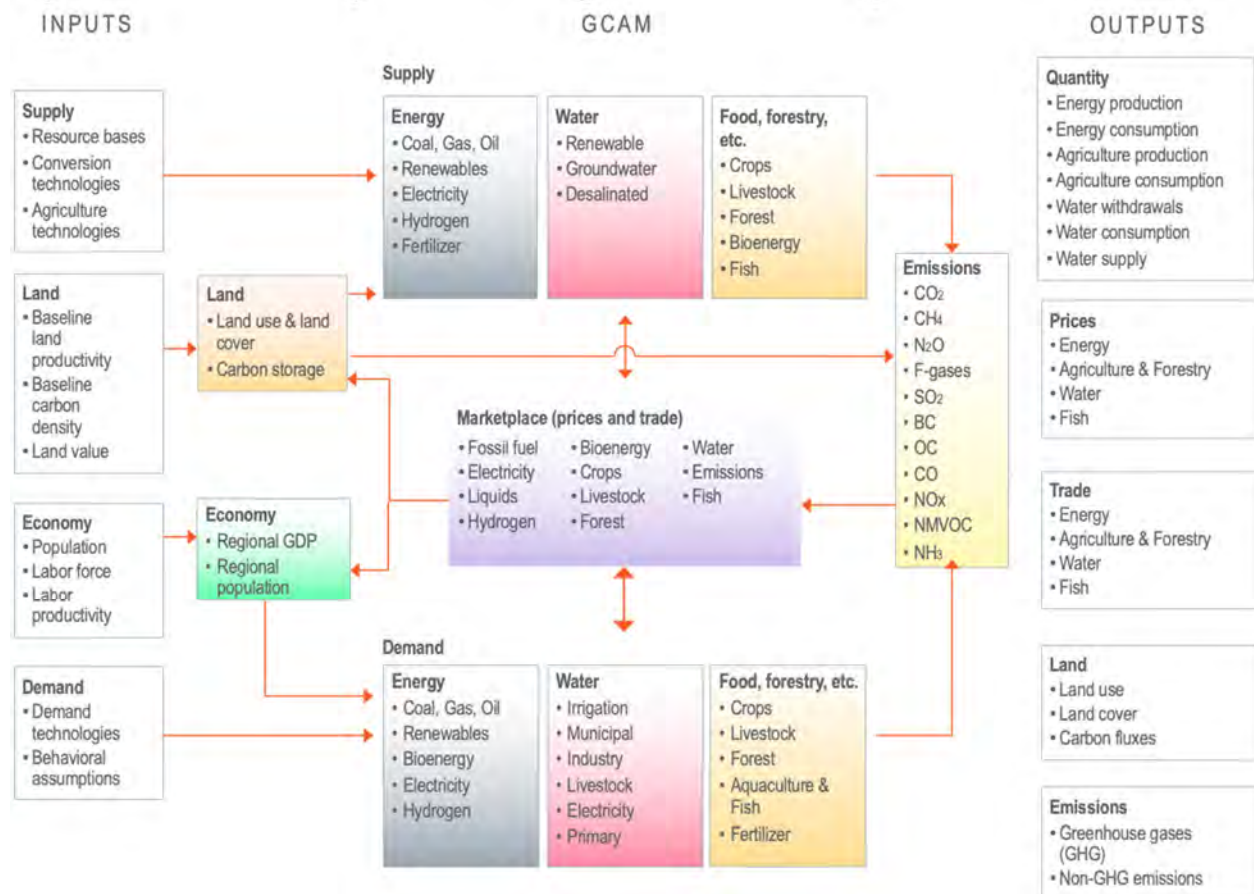 INPUTS
GCAM
OUTPUTS
Supply
• Resource bases
• Conversion
technologies
• Agriculture
technologies
Land
• Baseline
land
productivity
• Baseline
carbon
density
• Land value
Economy
• Population
• Labor force
• Labor
productivity
Demand
• Demand
technologies
• Behavioral
assumptions
Land
• Land use & land
cover
• Carbon storage
Economy
• Regional GDP
• Regional
population
Supply
Energy
• Coal, Gas, Oil
• Renewables
• Electricity
• Hydrogen
• Fertilizer
Water
• Renewable
• Groundwater
• Desalinated
Food, forestry,
etc.
• Crops
• Livestock
• Forest
• Bioenergy
• Fish
Marketplace (prices and trade)
• Fossil fuel
• Electricity
• Liquids
• Hydrogen
• Bioenergy
• Crops
• Livestock
• Forest
• Water
• Emissions
• Fish
Demand
Energy
• Coal, Gas, Oil
• Renewables
• Bioenergy
• Electricity
• Hydrogen
Water
• Irrigation
• Municipal
• Industry
• Livestock
• Electricity
• Primary
Food, forestry, etc.
• Crops
• Livestock
• Forest
• Aquaculture &
Fish
• Fertilizer
Emissions
• CO2
• CH4
• N2O
• F-gases
• SO2
• BC
• OC
• CO
• NOx
• NMVOC
• NH3
Quantity
• Energy production
• Energy consumption
• Agriculture production
• Agriculture consumption
• Water withdrawals
• Water consumption
• Water supply
Prices
• Energy
• Agriculture & Forestry
• Water
• Fish
Trade
• Energy
• Agriculture & Forestry
• Water
• Fish
Land
• Land use
• Land cover
• Carbon fluxes
Emissions
• Greenhouse gases
(GHG)
• Non-GHG emissions